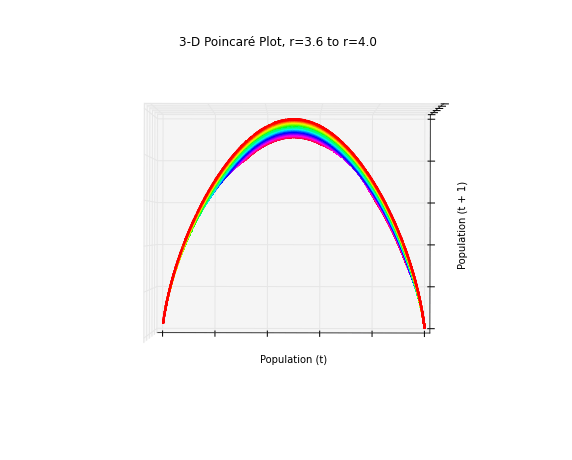 3-D Poincaré Plot, r=3.6 to r=4.0
Population (t + 1)
Population (t)